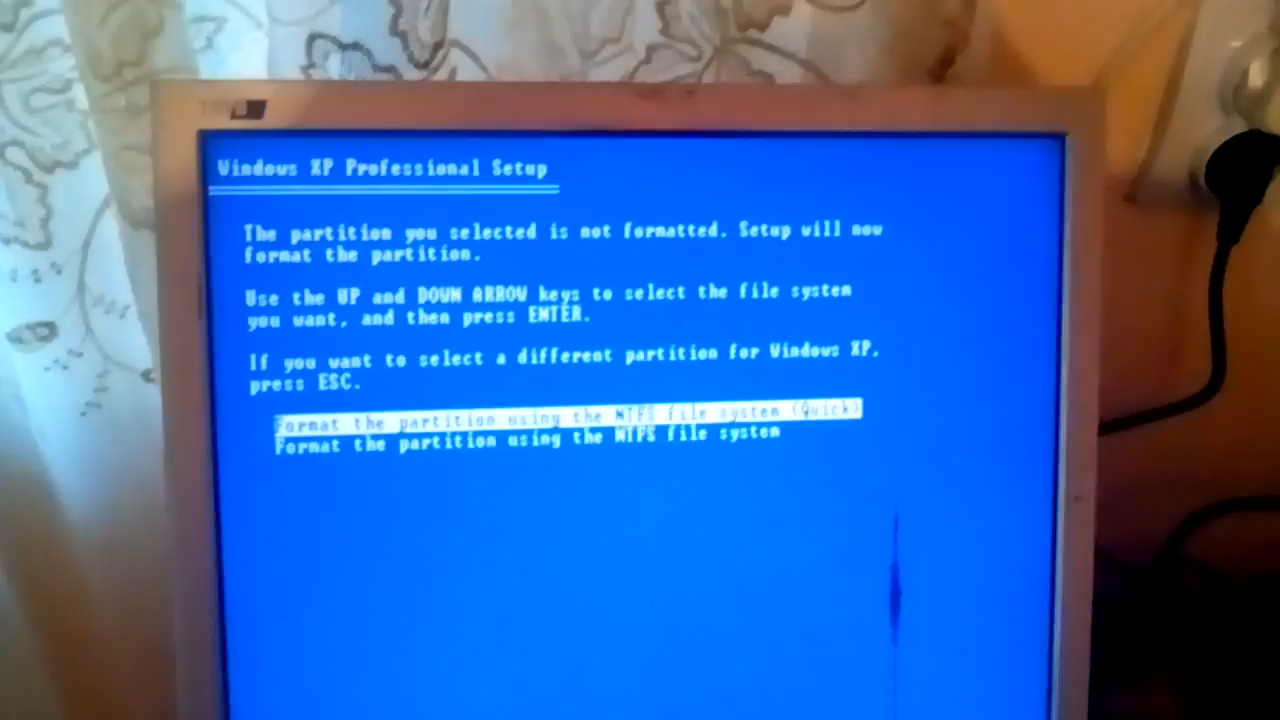 Windows XP Professional Setup
The partition you selected is not formatted. Setup will now
format the partition.
Use the UP and DOWN ARROW keys to select the file system
you want, and then press ENTER.
If you want to select a different partition for Windows XP,
press ESC.
Format the partition using the NTFS file system (Quick)
Format the partition using the NTFS file system